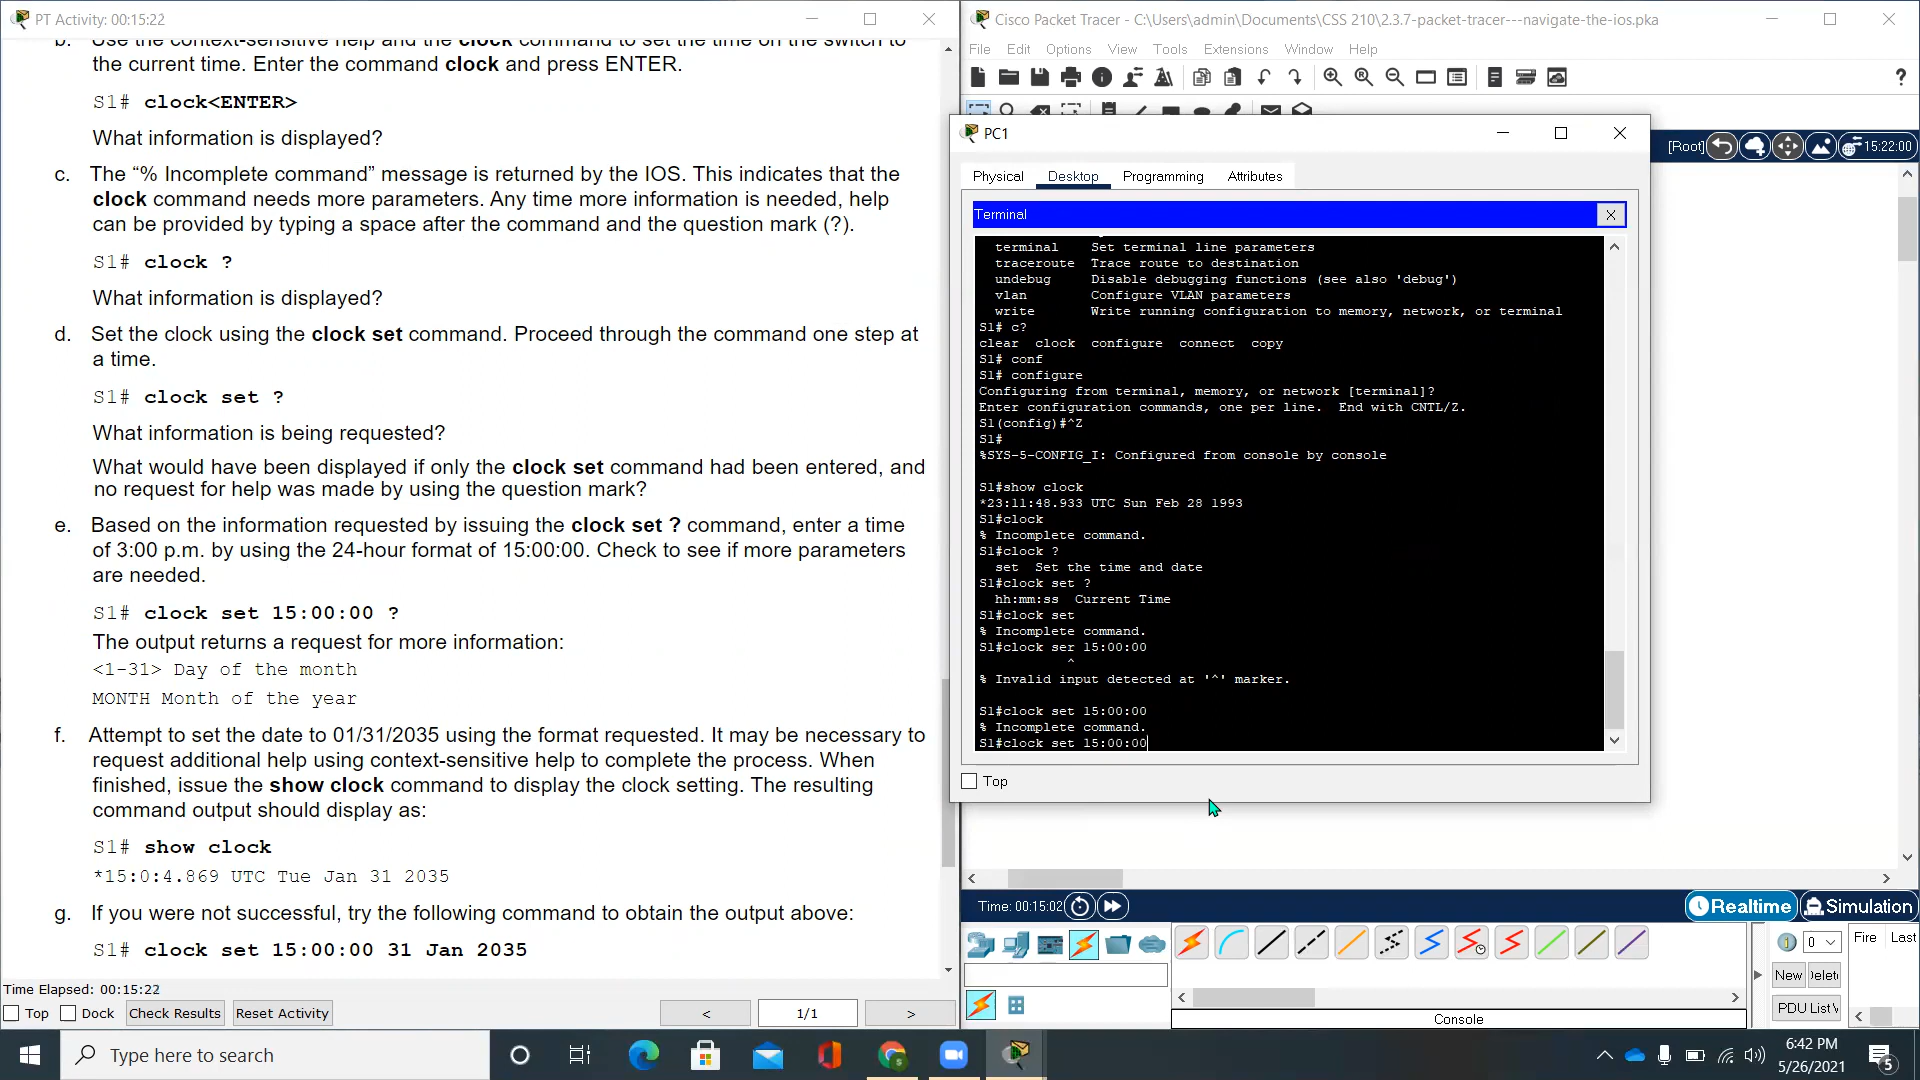 PT Activity: 00:15:22
b. Use the context-sensitive help and the clock command to set the time on the switch to
the current time. Enter the command clock and press ENTER.
S1# clock<ENTER>
What information is displayed?
c. The “% Incomplete command” message is returned by the IOS. This indicates that the
clock command needs more parameters. Any time more information is needed, help
can be provided by typing a space after the command and the question mark (?).
S1# clock ?
What information is displayed?
d. Set the clock using the clock set command. Proceed through the command one step at
a time.
S1# clock set ?
What information is being requested?
What would have been displayed if only the clock set command had been entered, and
no request for help was made by using the question mark?
e. Based on the information requested by issuing the clock set ? command, enter a time
of 3:00 p.m. by using the 24-hour format of 15:00:00. Check to see if more parameters
are needed.
S1# clock set 15:00:00 ?
The output returns a request for more information:
<1-31> Day of the month
MONTH Month of the year
f. Attempt to set the date to 01/31/2035 using the format requested. It may be necessary to
request additional help using context-sensitive help to complete the process. When
finished, issue the show clock command to display the clock setting. The resulting
command output should display as:
S1# show clock
*15:0:4.869 UTC Tue Jan 31 2035
g. If you were not successful, try the following command to obtain the output above:
S1# clock set 15:00:00 31 Jan 2035
Time Elapsed: 00:15:22
Top Dock Check Results Reset Activity < 1/1 >
Cisco Packet Tracer - C:\Users\admin\Documents\CSS 210\2.3.7-packet-tracer---navigate-the-ios.pka
File Edit Options View Tools Extensions Window Help
?
[Root] 15:22:00
PC1
Physical Desktop Programming Attributes
Terminal X
terminal Set terminal line parameters
traceroute Trace route to destination
undebug Disable debugging functions (see also 'debug')
vlan Configure VLAN parameters
write Write running configuration to memory, network, or terminal
S1# c?
clear clock configure connect copy
S1# conf
S1# configure
Configuring from terminal, memory, or network [terminal]?
Enter configuration commands, one per line. End with CNTL/Z.
S1(config)#^Z
S1#
%SYS-5-CONFIG_I: Configured from console by console
S1#show clock
*23:11:48.933 UTC Sun Feb 28 1993
S1#clock
% Incomplete command.
S1#clock ?
set Set the time and date
S1#clock set ?
hh:mm:ss Current Time
S1#clock set
% Incomplete command.
S1#clock ser 15:00:00
^
% Invalid input detected at '^' marker.
S1#clock set 15:00:00
% Incomplete command.
S1#clock set 15:00:00
Top
Time: 00:15:02 Realtime Simulation
0 Fire Last
New Delete
PDU List
Console
Type here to search
6:42 PM
5/26/2021
5